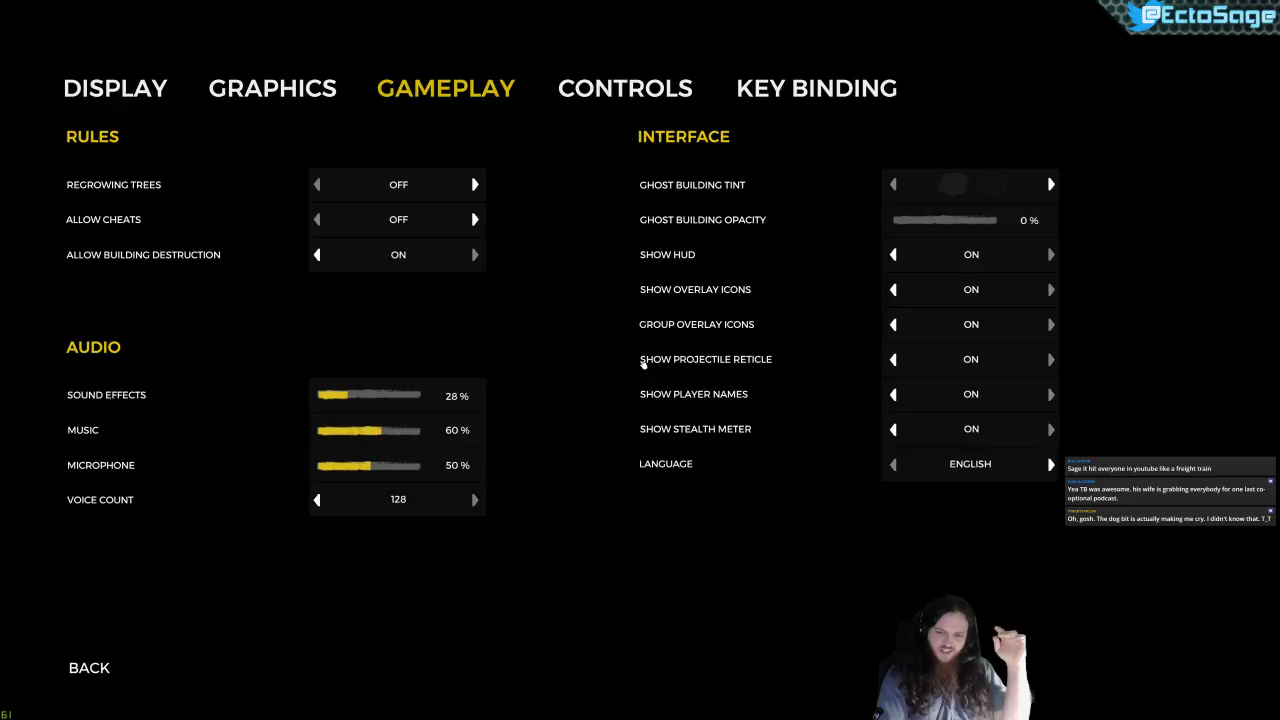 @EctoSage
DISPLAY GRAPHICS GAMEPLAY CONTROLS KEY BINDING
RULES
REGROWING TREES OFF
ALLOW CHEATS OFF
ALLOW BUILDING DESTRUCTION ON
AUDIO
SOUND EFFECTS 28 %
MUSIC 60 %
MICROPHONE 50 %
VOICE COUNT 128
INTERFACE
GHOST BUILDING TINT
GHOST BUILDING OPACITY 0 %
SHOW HUD ON
SHOW OVERLAY ICONS ON
GROUP OVERLAY ICONS ON
SHOW PROJECTILE RETICLE ON
SHOW PLAYER NAMES ON
SHOW STEALTH METER ON
LANGUAGE ENGLISH
Sage it hit everyone in youtube like a freight train
Yea TB was awesome, his wife is grabbing everybody for one last co-
optional podcast.
Oh, gosh. The dog bit is actually making me cry. I didn't know that. T_T
BACK
61